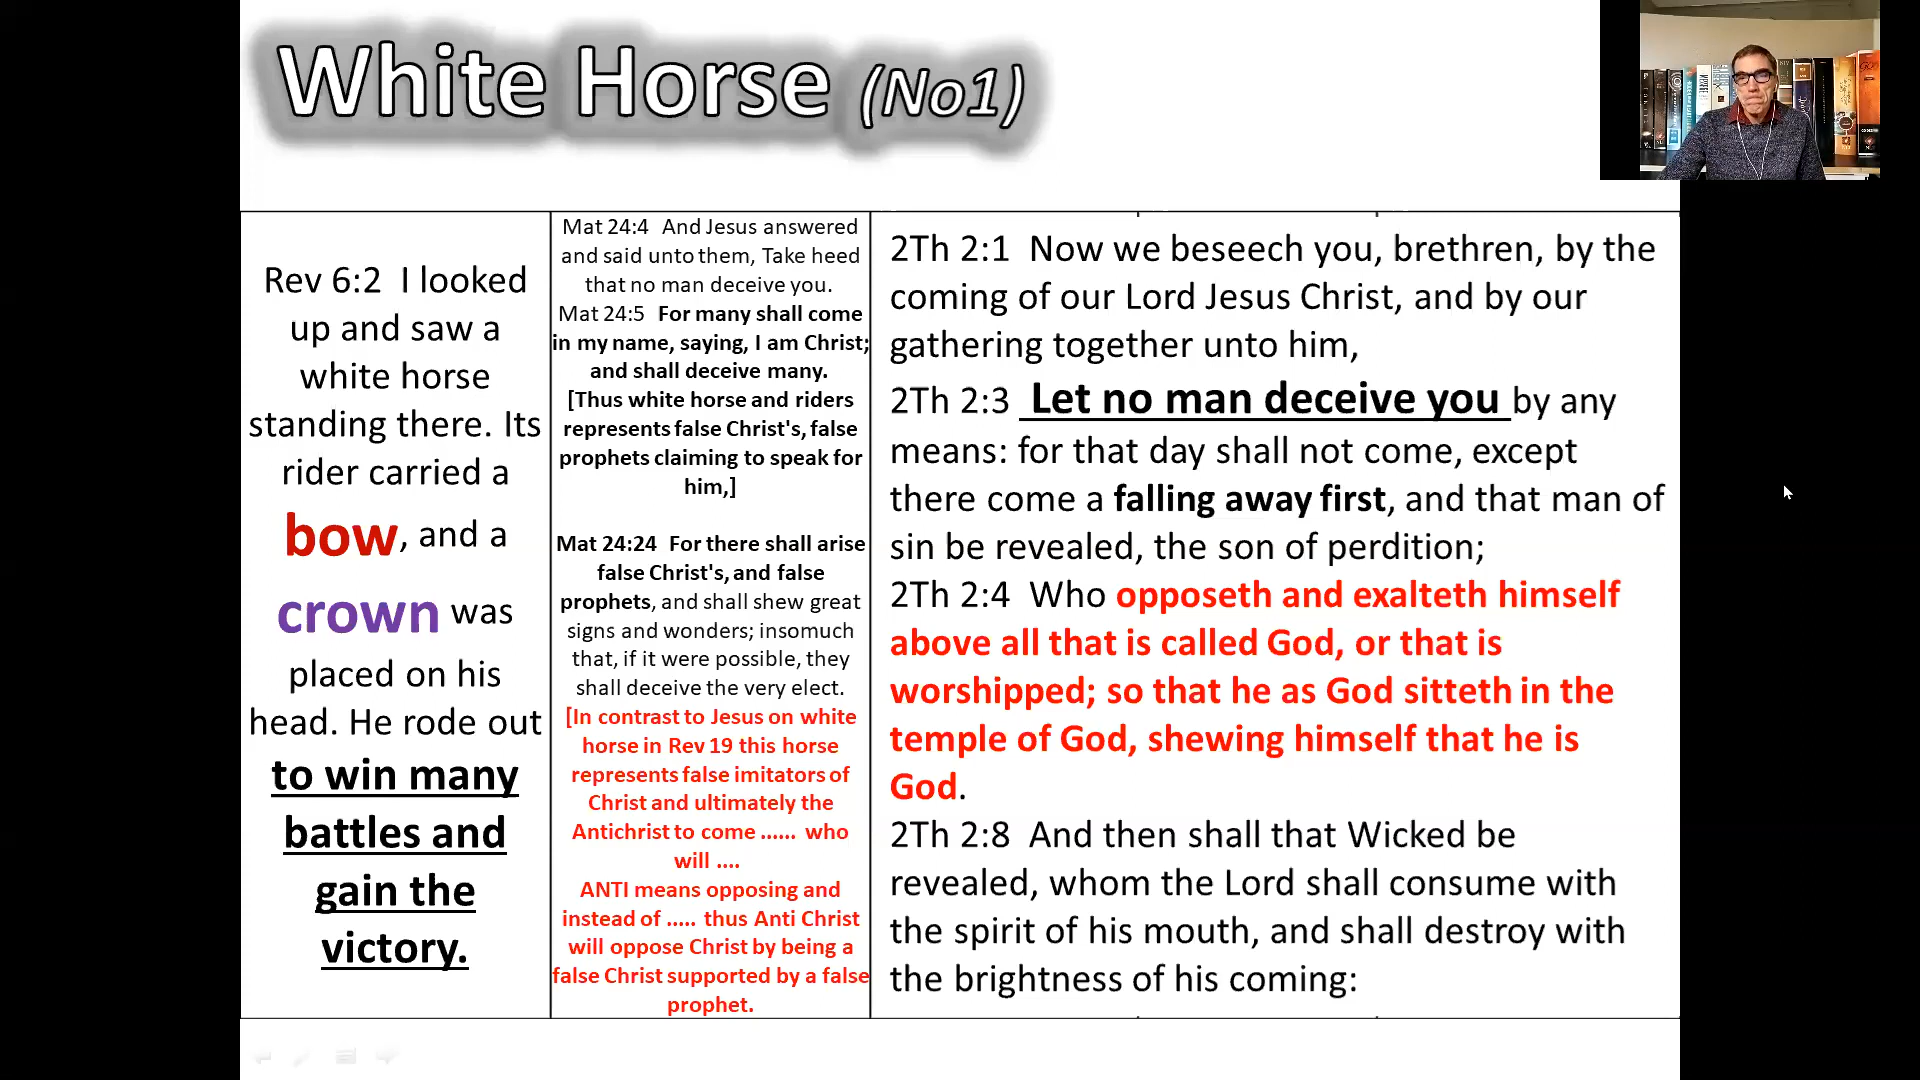 White Horse (No1)
Rev 6:2  I looked
up and saw a
white horse
standing there. Its
rider carried a
bow, and a
crown was
placed on his
head. He rode out
to win many
battles and
gain the
victory.
Mat 24:4  And Jesus answered
and said unto them, Take heed
that no man deceive you.
Mat 24:5  For many shall come
in my name, saying, I am Christ;
and shall deceive many.
[Thus white horse and riders
represents false Christ's, false
prophets claiming to speak for
him,]
Mat 24:24  For there shall arise
false Christ's, and false
prophets, and shall shew great
signs and wonders; insomuch
that, if it were possible, they
shall deceive the very elect.
[In contrast to Jesus on white
horse in Rev 19 this horse
represents false imitators of
Christ and ultimately the
Antichrist to come ...... who
will ....
ANTI means opposing and
instead of ..... thus Anti Christ
will oppose Christ by being a
false Christ supported by a false
prophet.
2Th 2:1  Now we beseech you, brethren, by the
coming of our Lord Jesus Christ, and by our
gathering together unto him,
2Th 2:3  Let no man deceive you by any
means: for that day shall not come, except
there come a falling away first, and that man of
sin be revealed, the son of perdition;
2Th 2:4  Who opposeth and exalteth himself
above all that is called God, or that is
worshipped; so that he as God sitteth in the
temple of God, shewing himself that he is
God.
2Th 2:8  And then shall that Wicked be
revealed, whom the Lord shall consume with
the spirit of his mouth, and shall destroy with
the brightness of his coming: